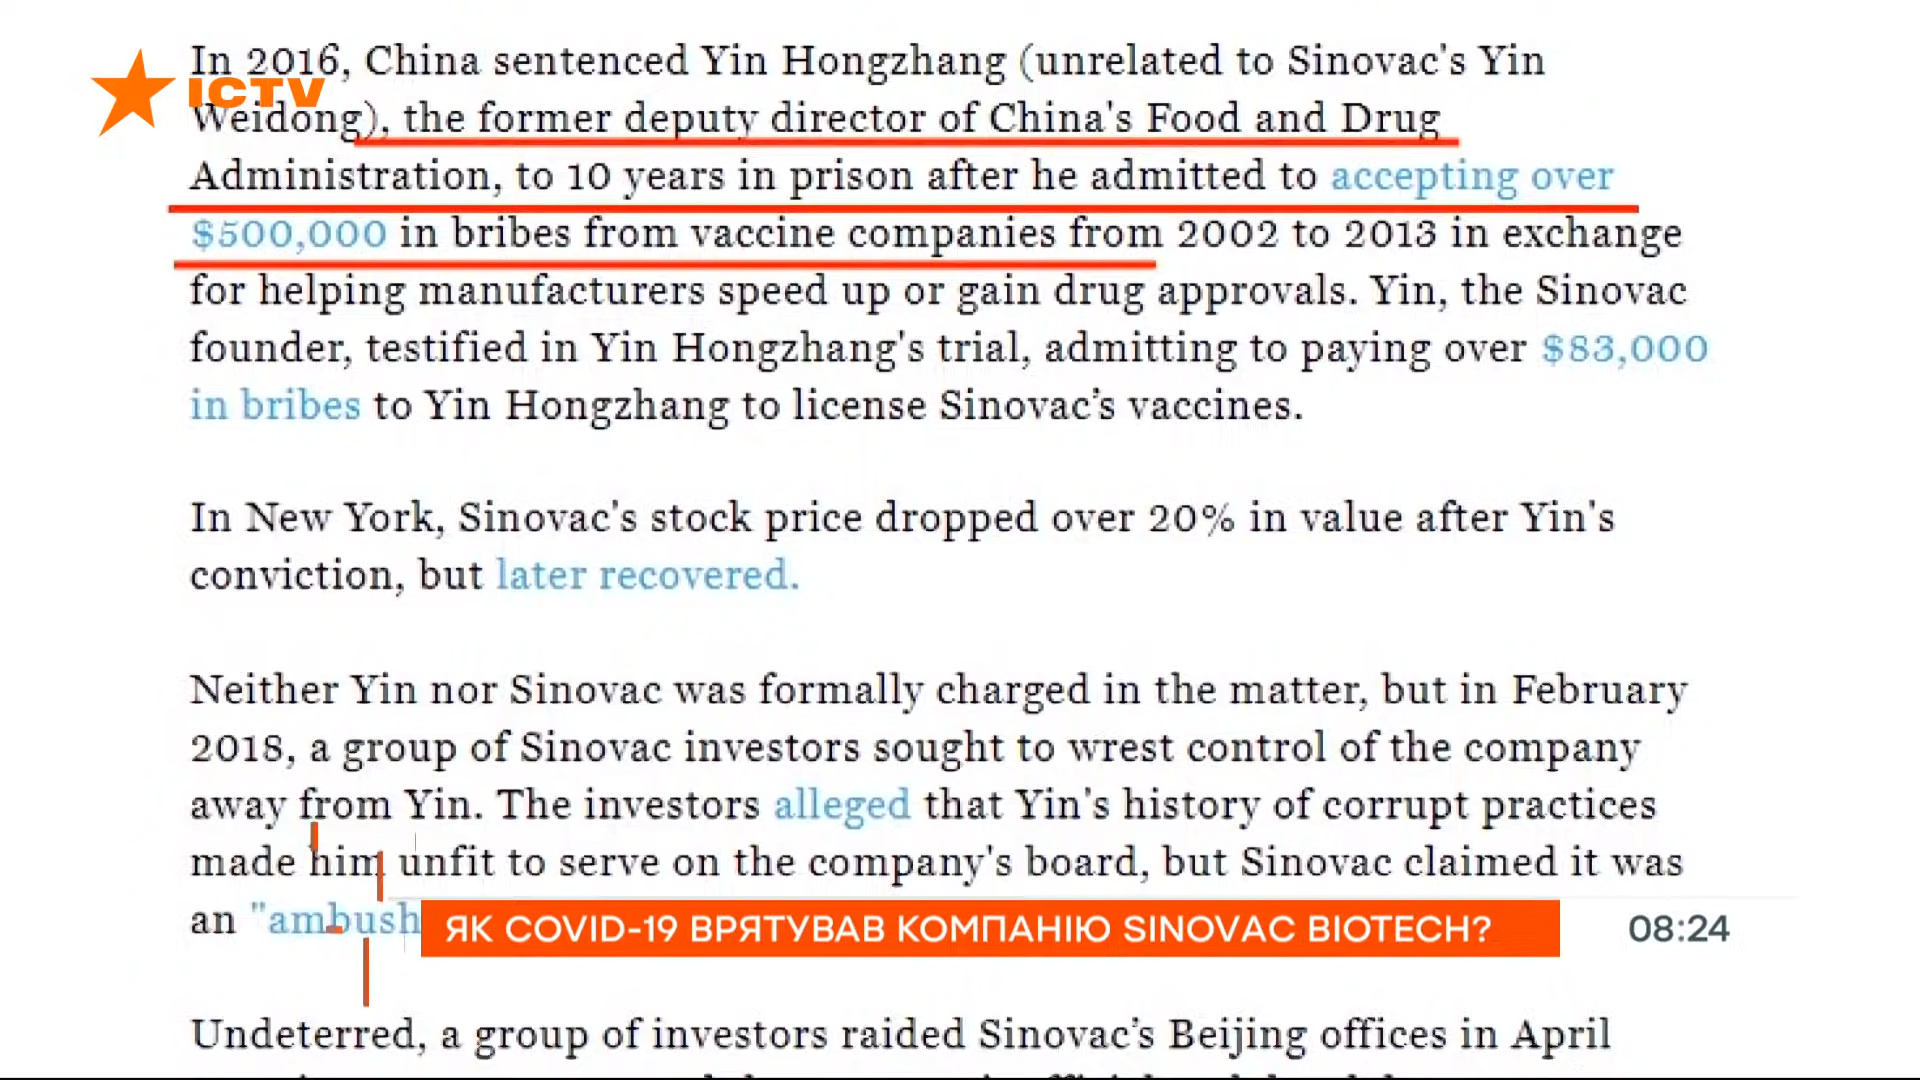 In 2016, China sentenced Yin Hongzhang (unrelated to Sinovac's Yin
ICTV
Weidong), the former deputy director of China's Food and Drug
Administration, to 10 years in prison after he admitted to accepting over
$500,000 in bribes from vaccine companies from 2002 to 2013 in exchange
for helping manufacturers speed up or gain drug approvals. Yin, the Sinovac
founder, testified in Yin Hongzhang's trial, admitting to paying over $83,000
in bribes to Yin Hongzhang to license Sinovac’s vaccines.
In New York, Sinovac's stock price dropped over 20% in value after Yin's
conviction, but later recovered.
Neither Yin nor Sinovac was formally charged in the matter, but in February
2018, a group of Sinovac investors sought to wrest control of the company
away from Yin. The investors alleged that Yin's history of corrupt practices
made him unfit to serve on the company's board, but Sinovac claimed it was
an "ambush
ЯК COVID-19 ВРЯТУВАВ КОМПАНІЮ SINOVAC BIOTECH?
08:24
Undeterred, a group of investors raided Sinovac’s Beijing offices in April